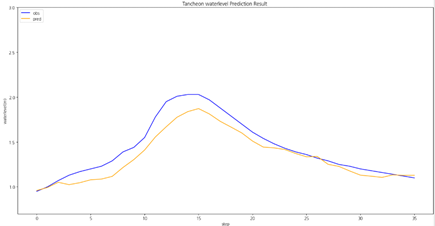 Tancheon waterlevel Prediction Result
obs
pred
3.0
2.5
2.0
1.5
1.0
waterlevel(m)
0 5 10 15 20 25 30 35
step